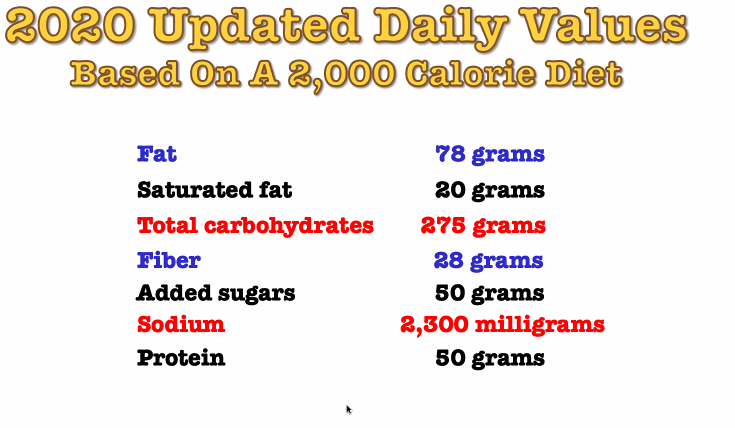 2020 Updated Daily Values
Based On A 2,000 Calorie Diet
Fat 78 grams
Saturated fat 20 grams
Total carbohydrates 275 grams
Fiber 28 grams
Added sugars 50 grams
Sodium 2,300 milligrams
Protein 50 grams